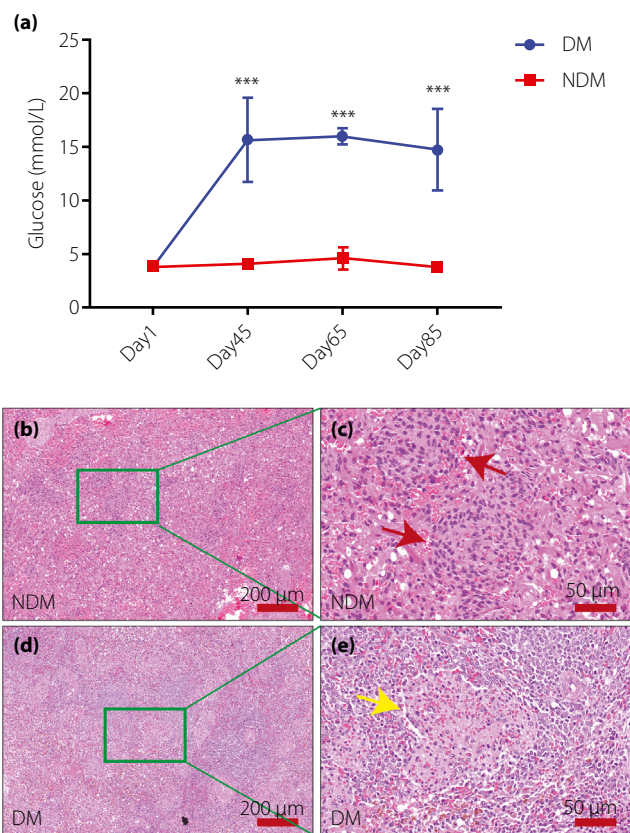 (a)
25
20
15
10
5
0
Glucose (mmol/L)
***
***
***
DM
NDM
Day1
Day45
Day65
Day85
(b)
NDM
200 μm
(c)
NDM
50 μm
(d)
DM
200 μm
(e)
DM
50 μm